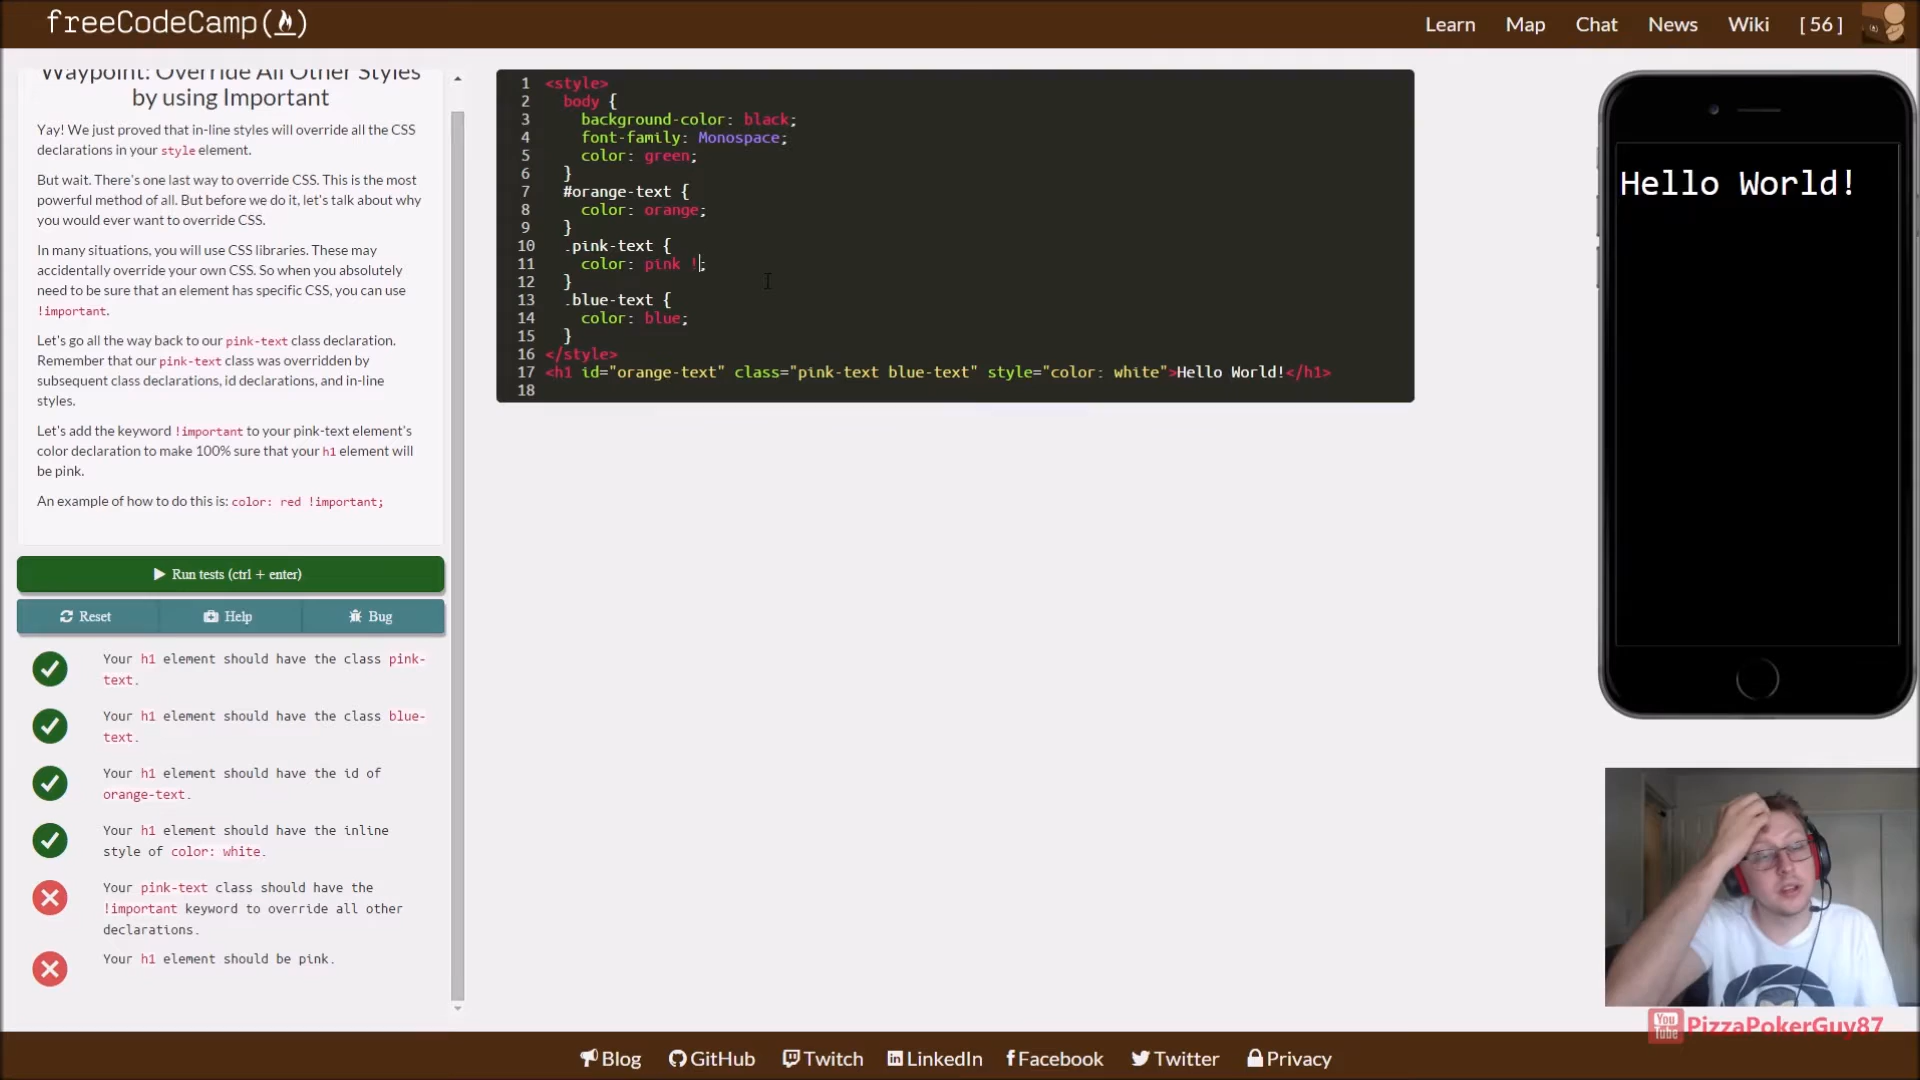 freeCodeCamp
Learn Map Chat News Wiki [ 56 ]
Waypoint: Override All Other Styles
by using Important
Yay! We just proved that in-line styles will override all the CSS
declarations in your style element.
But wait. There's one last way to override CSS. This is the most
powerful method of all. But before we do it, let's talk about why
you would ever want to override CSS.
In many situations, you will use CSS libraries. These may
accidentally override your own CSS. So when you absolutely
need to be sure that an element has specific CSS, you can use
!important.
Let's go all the way back to our pink-text class declaration.
Remember that our pink-text class was overridden by
subsequent class declarations, id declarations, and in-line
styles.
Let's add the keyword !important to your pink-text element's
color declaration to make 100% sure that your h1 element will
be pink.
An example of how to do this is: color: red !important;
Run tests (ctrl + enter)
Reset Help Bug
Your h1 element should have the class pink-
text.
Your h1 element should have the class blue-
text.
Your h1 element should have the id of
orange-text.
Your h1 element should have the inline
style of color: white.
Your pink-text class should have the
!important keyword to override all other
declarations.
Your h1 element should be pink.
1 <style>
2 body {
3 background-color: black;
4 font-family: Monospace;
5 color: green;
6 }
7 #orange-text {
8 color: orange;
9 }
10 .pink-text {
11 color: pink !;
12 }
13 .blue-text {
14 color: blue;
15 }
16 </style>
17 <h1 id="orange-text" class="pink-text blue-text" style="color: white">Hello World!</h1>
18
Hello World!
You Tube PizzaPokerGuy87
Blog GitHub Twitch LinkedIn Facebook Twitter Privacy